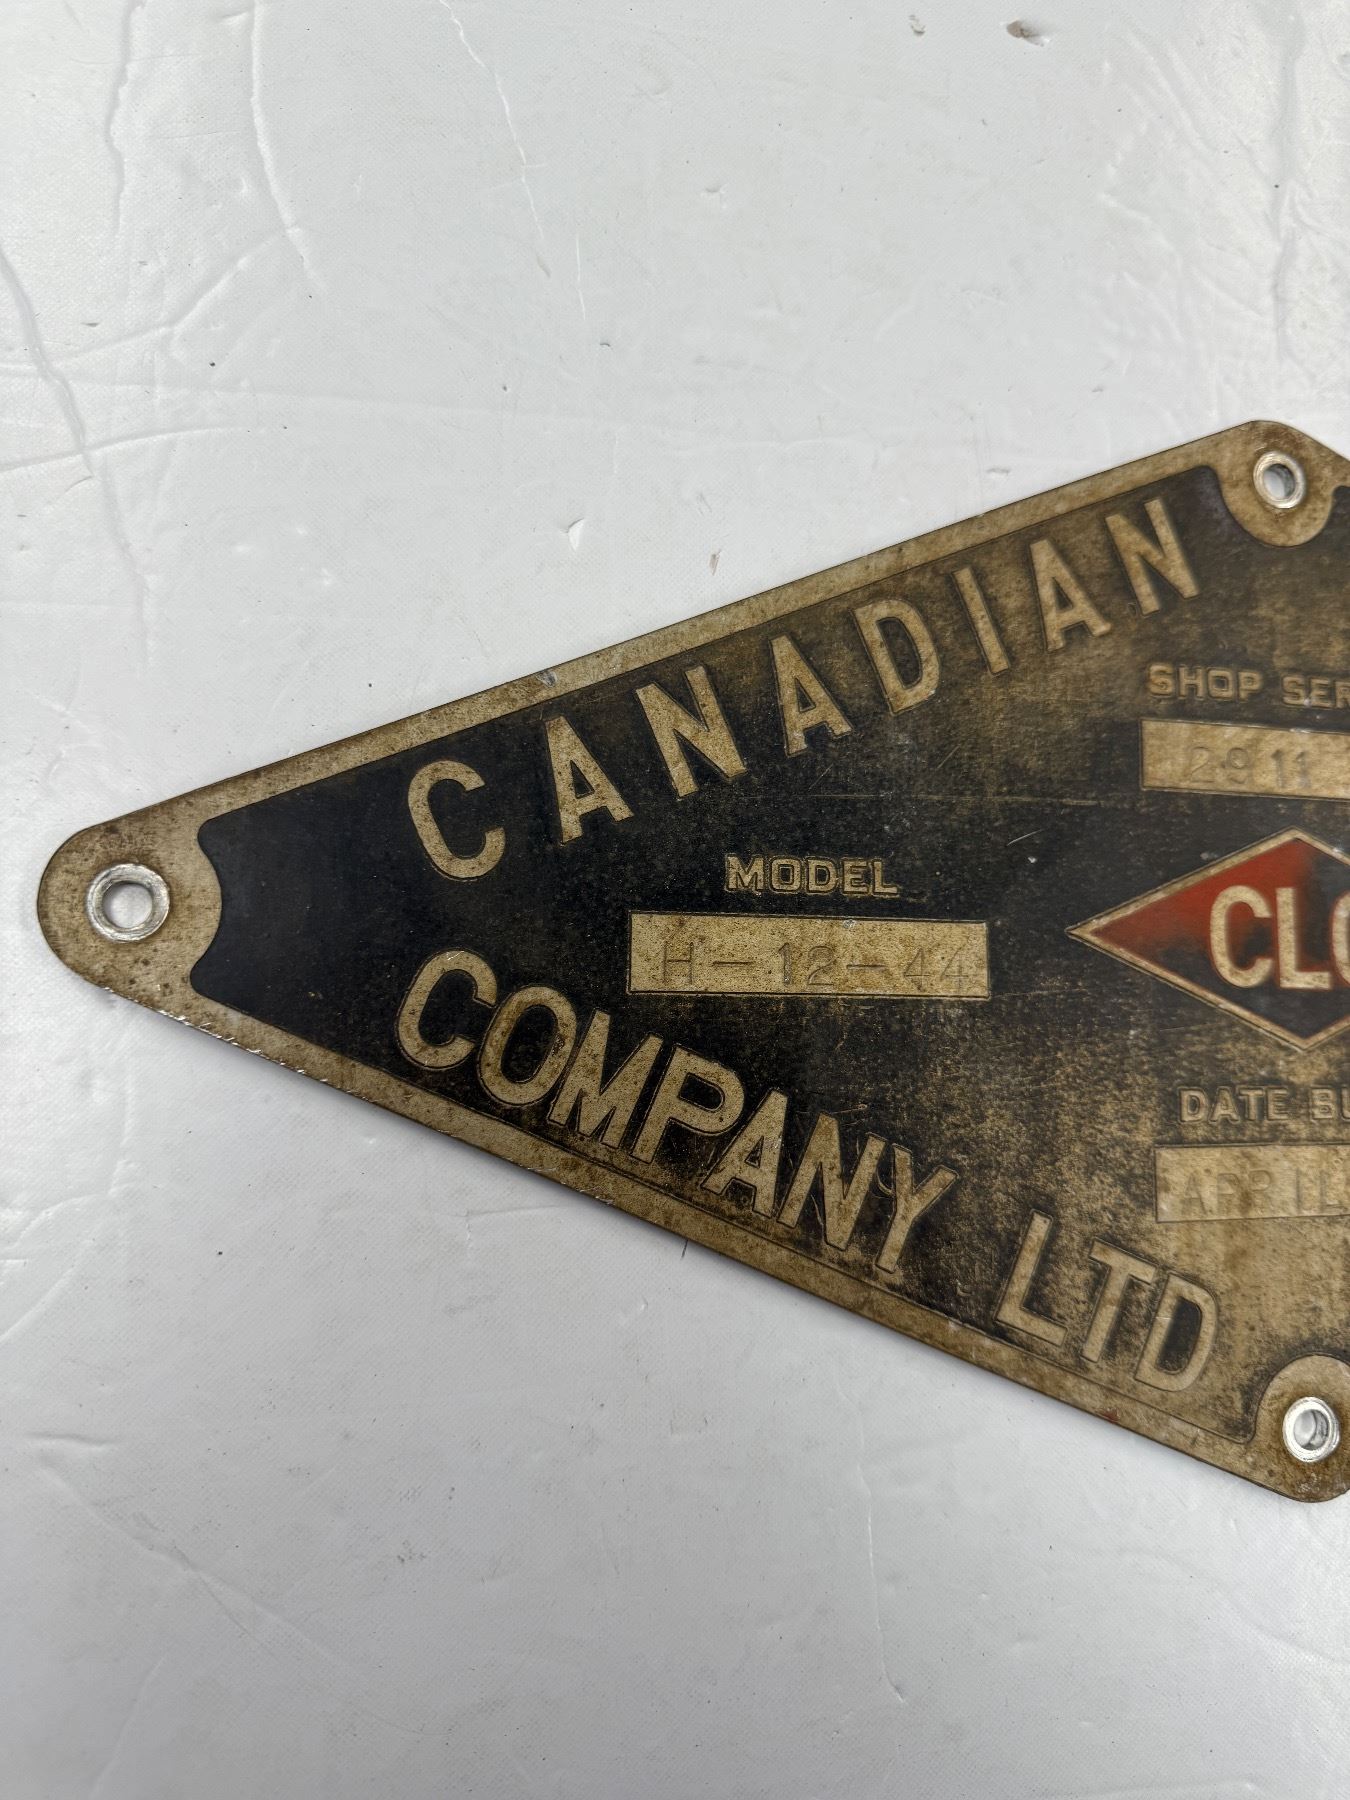 CANADIAN
SHOP SER
2911
MODEL
H-12-44
CLC
DATE BU
APRIL
COMPANY LTD